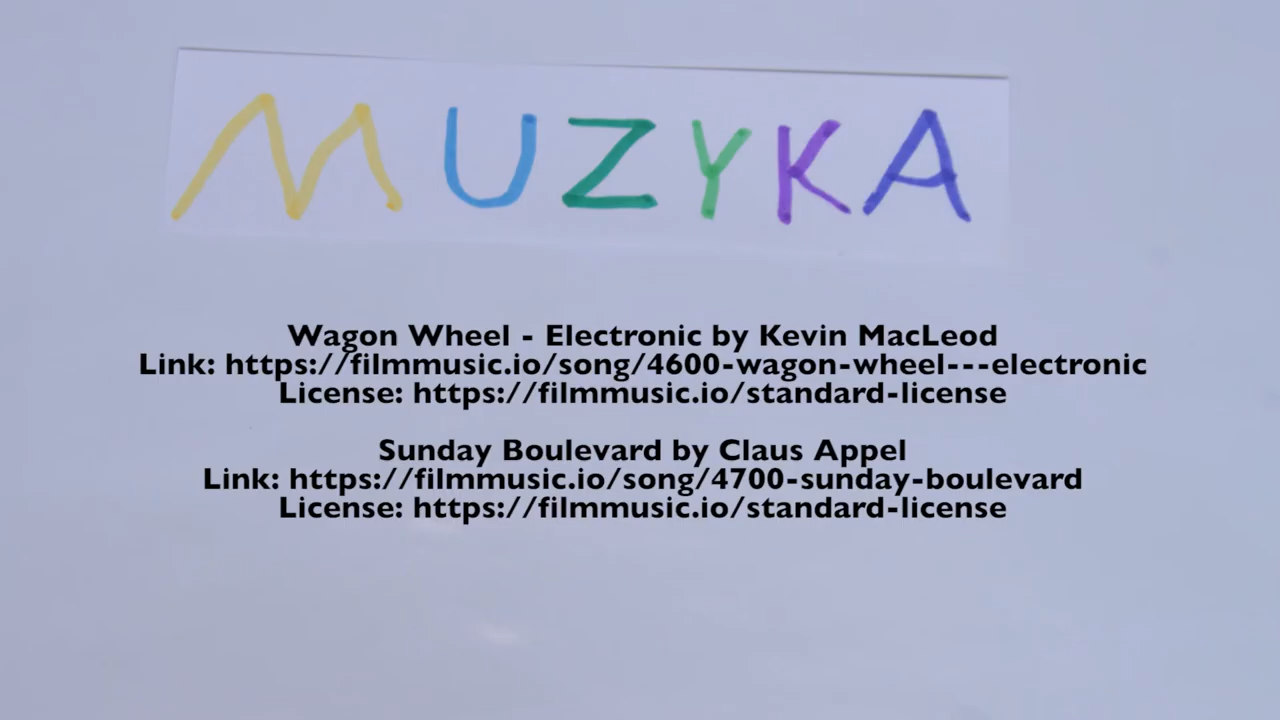 MUZYKA
Wagon Wheel - Electronic by Kevin MacLeod
Link: https://filmmusic.io/song/4600-wagon-wheel---electronic
License: https://filmmusic.io/standard-license
Sunday Boulevard by Claus Appel
Link: https://filmmusic.io/song/4700-sunday-boulevard
License: https://filmmusic.io/standard-license